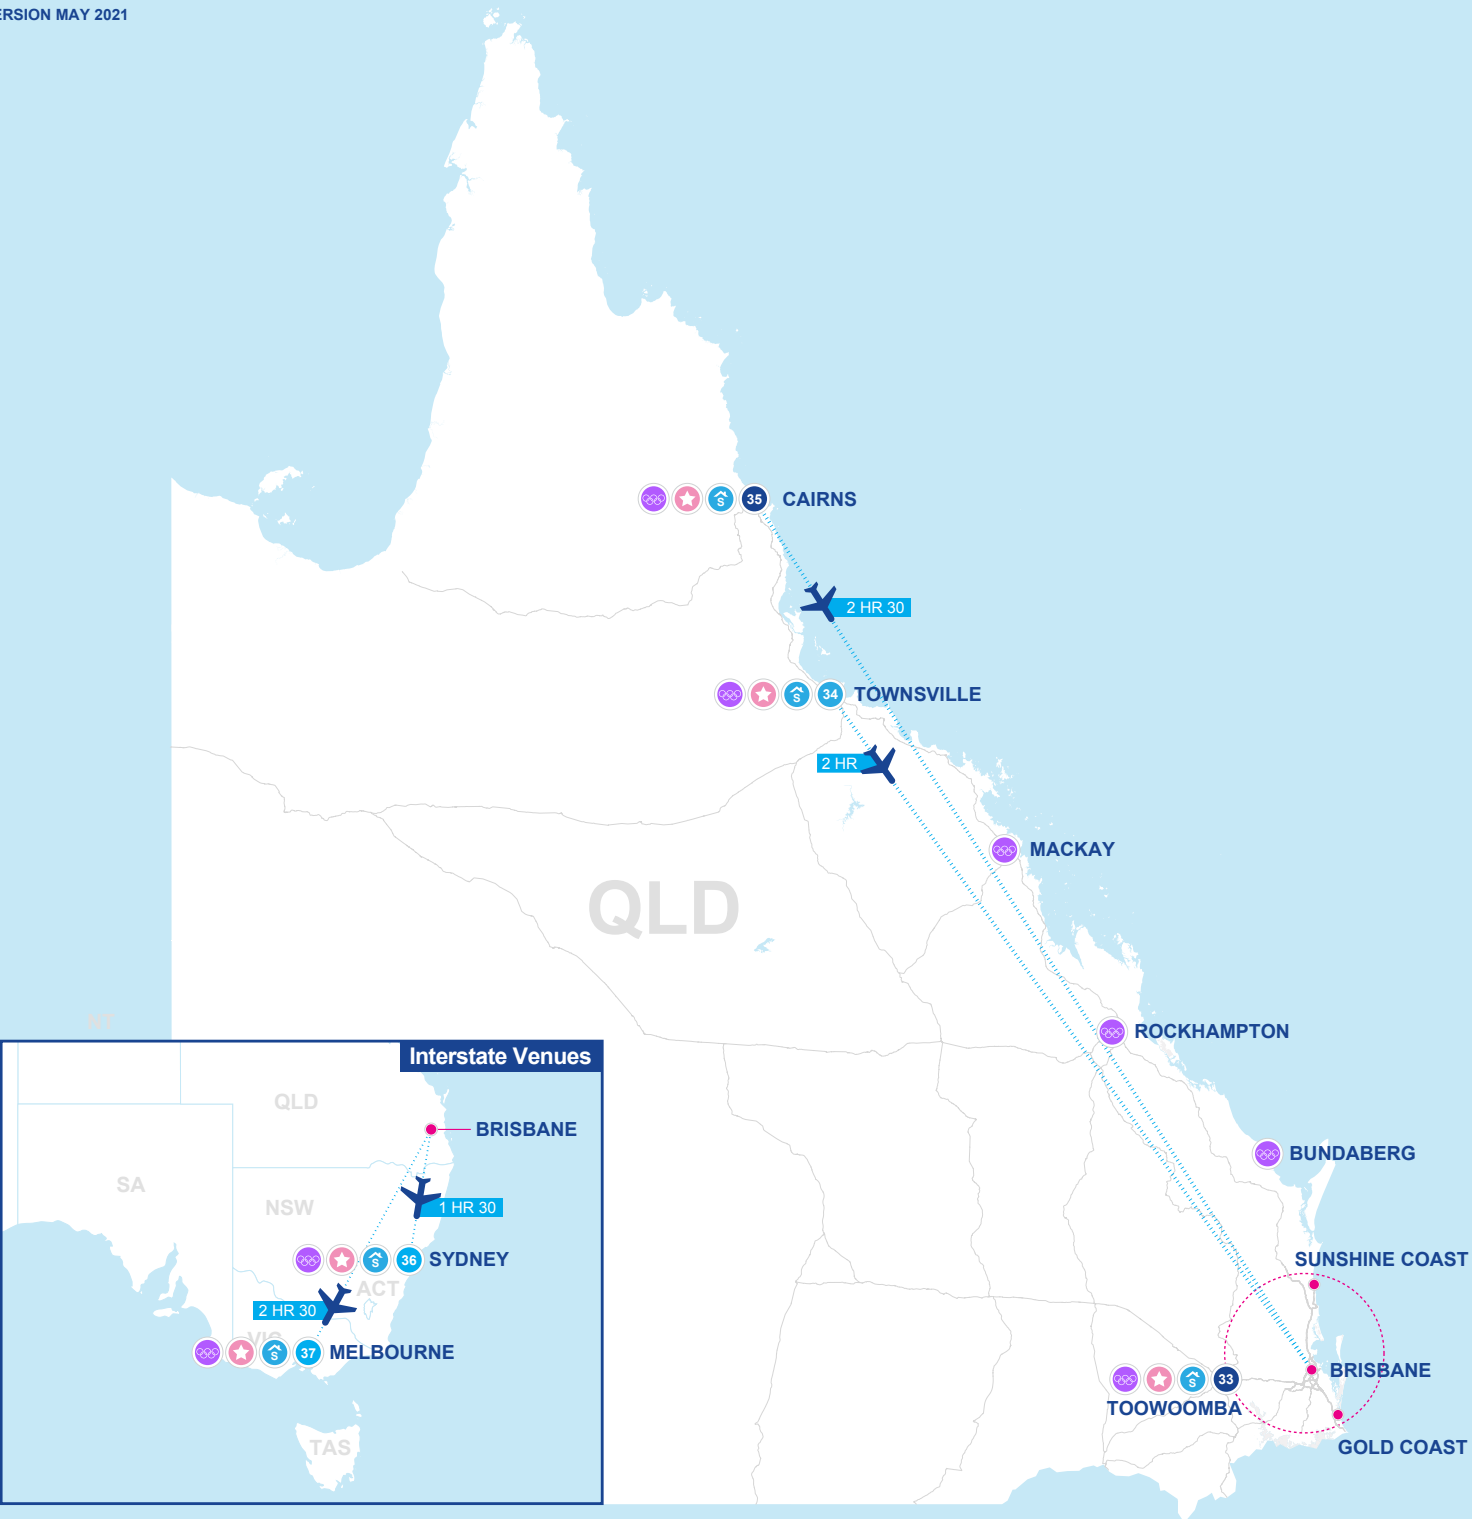 ERSION MAY 2021
35 CAIRNS
2 HR 30
34 TOWNSVILLE
2 HR
MACKAY
QLD
NT
ROCKHAMPTON
BUNDABERG
SUNSHINE COAST
BRISBANE
S 33
TOOWOOMBA
GOLD COAST
Interstate Venues
QLD
BRISBANE
SA
NSW
1 HR 30
S 36 SYDNEY
ACT
2 HR 30
VIC
S 37 MELBOURNE
TAS
S
S